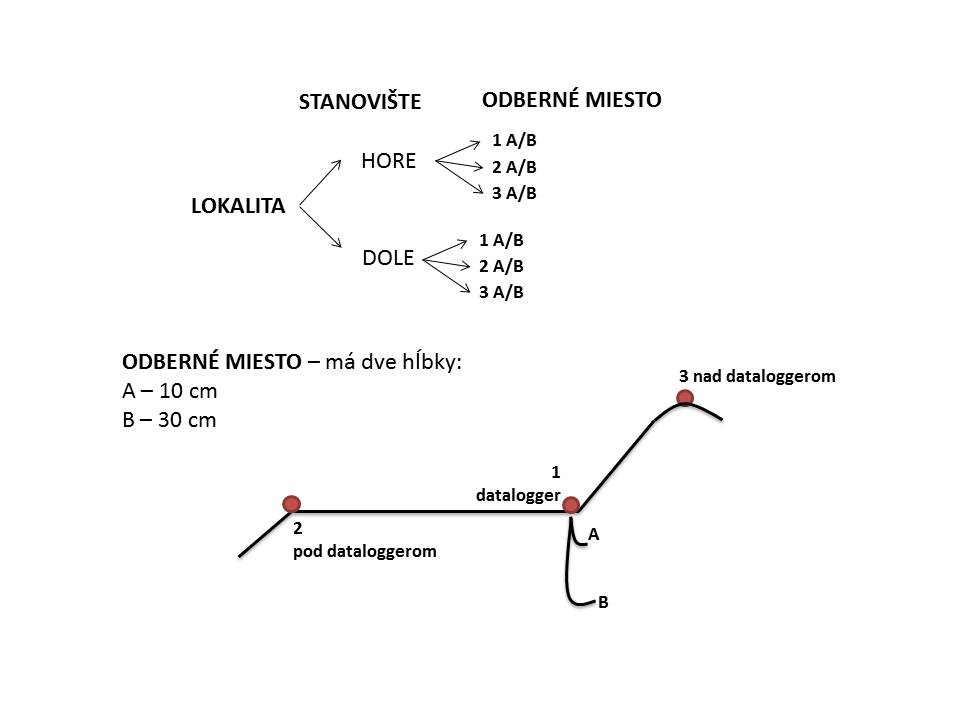 STANOVIŠTE
ODBERNÉ MIESTO
LOKALITA
HORE
1 A/B
2 A/B
3 A/B
DOLE
1 A/B
2 A/B
3 A/B
ODBERNÉ MIESTO – má dve hĺbky:
A – 10 cm
B – 30 cm
3 nad dataloggerom
1
datalogger
2
pod dataloggerom
A
B